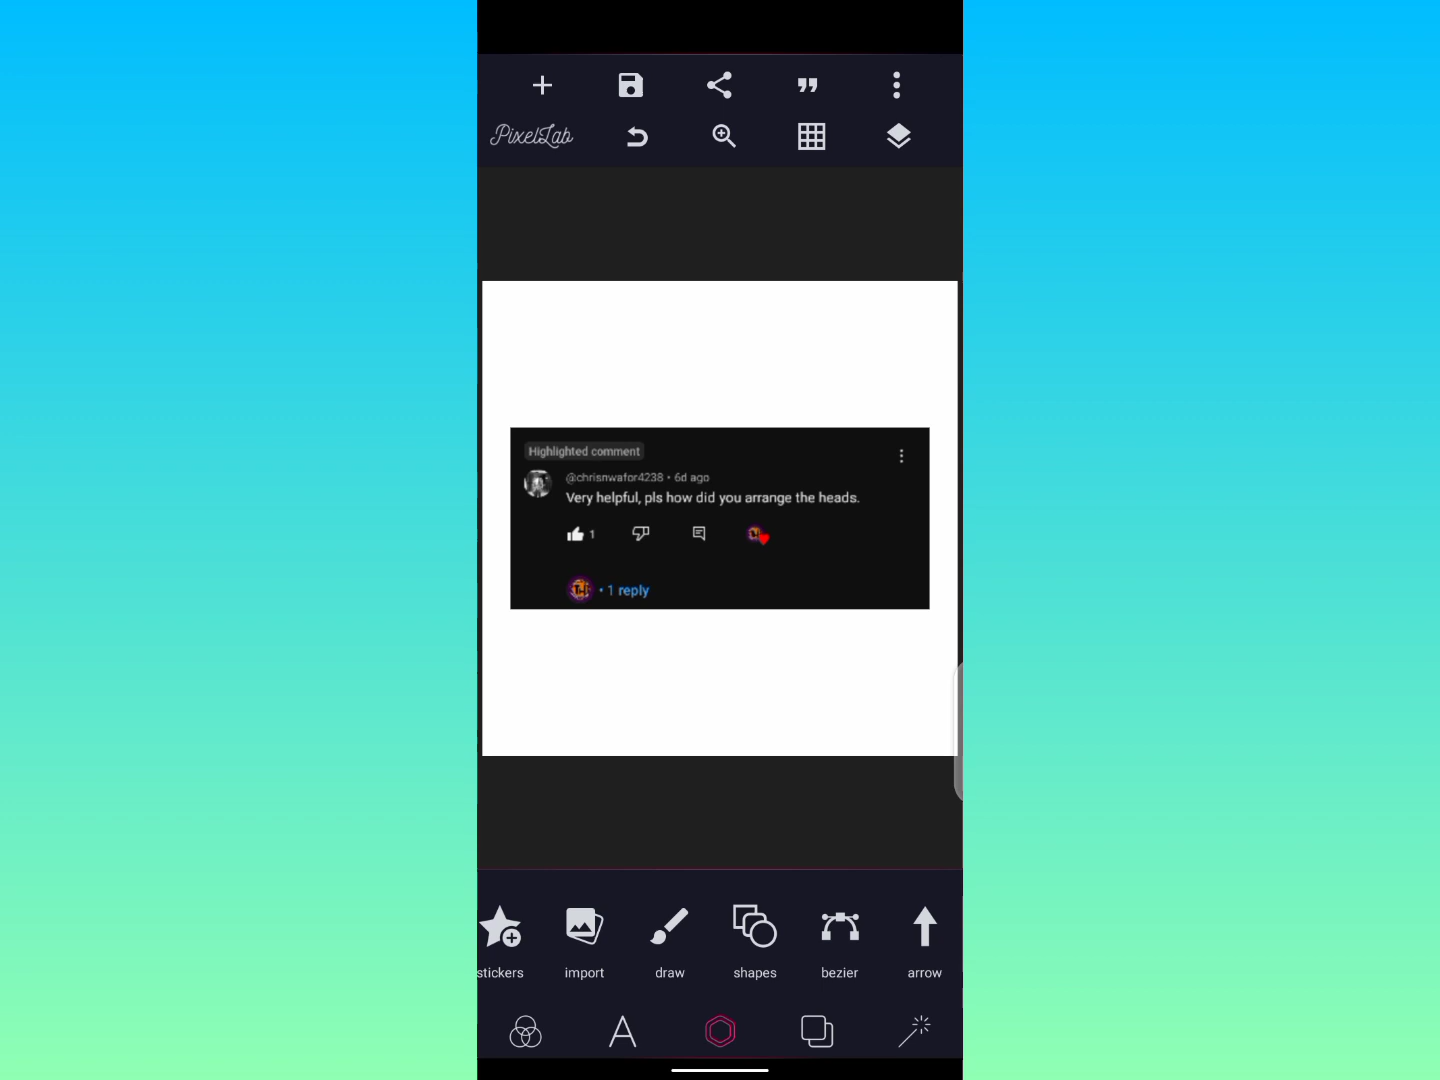 PixelLab
Highlighted comment
@chrisnwafor4238 • 6d ago
Very helpful, pls how did you arrange the heads.
1
• 1 reply
stickers import draw shapes bezier arrow